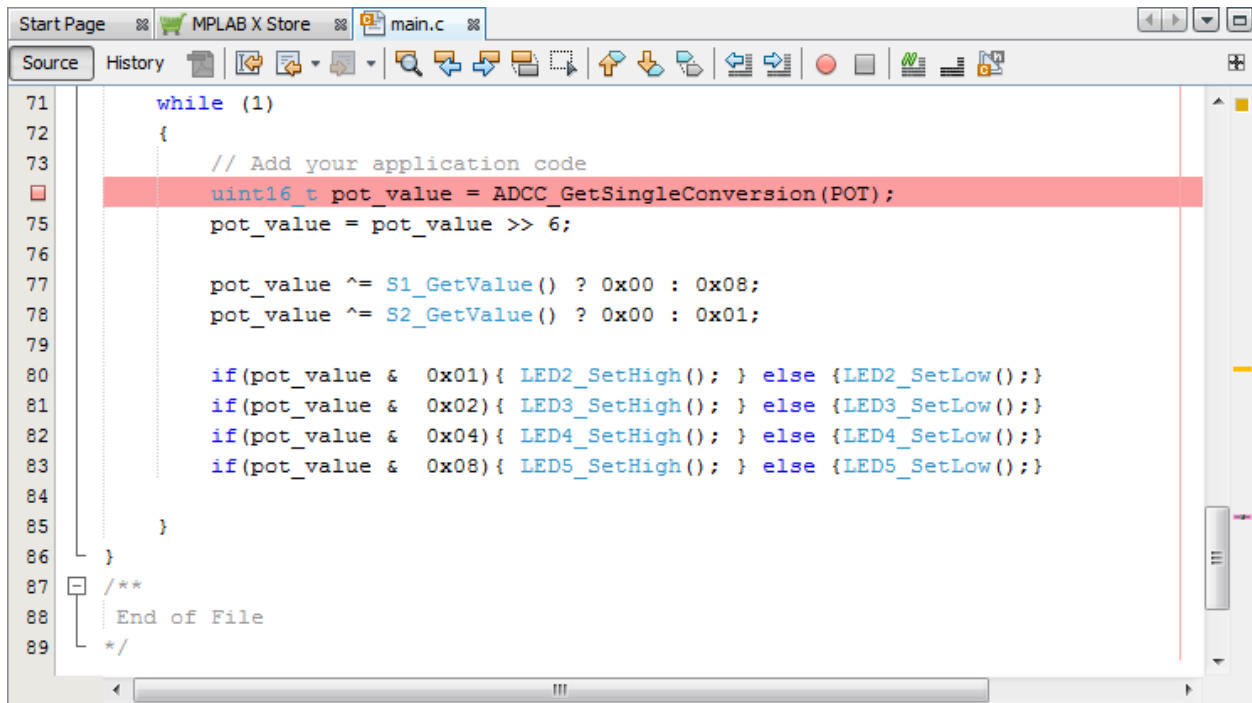 Start Page MPLAB X Store main.c
Source History
71 while (1)
72 {
73 // Add your application code
uint16_t pot_value = ADCC_GetSingleConversion(POT);
75 pot_value = pot_value >> 6;
76
77 pot_value ^= S1_GetValue() ? 0x00 : 0x08;
78 pot_value ^= S2_GetValue() ? 0x00 : 0x01;
79
80 if(pot_value &  0x01){ LED2_SetHigh(); } else {LED2_SetLow();}
81 if(pot_value &  0x02){ LED3_SetHigh(); } else {LED3_SetLow();}
82 if(pot_value &  0x04){ LED4_SetHigh(); } else {LED4_SetLow();}
83 if(pot_value &  0x08){ LED5_SetHigh(); } else {LED5_SetLow();}
84
85 }
86 }
87 /**
88 End of File
89 */